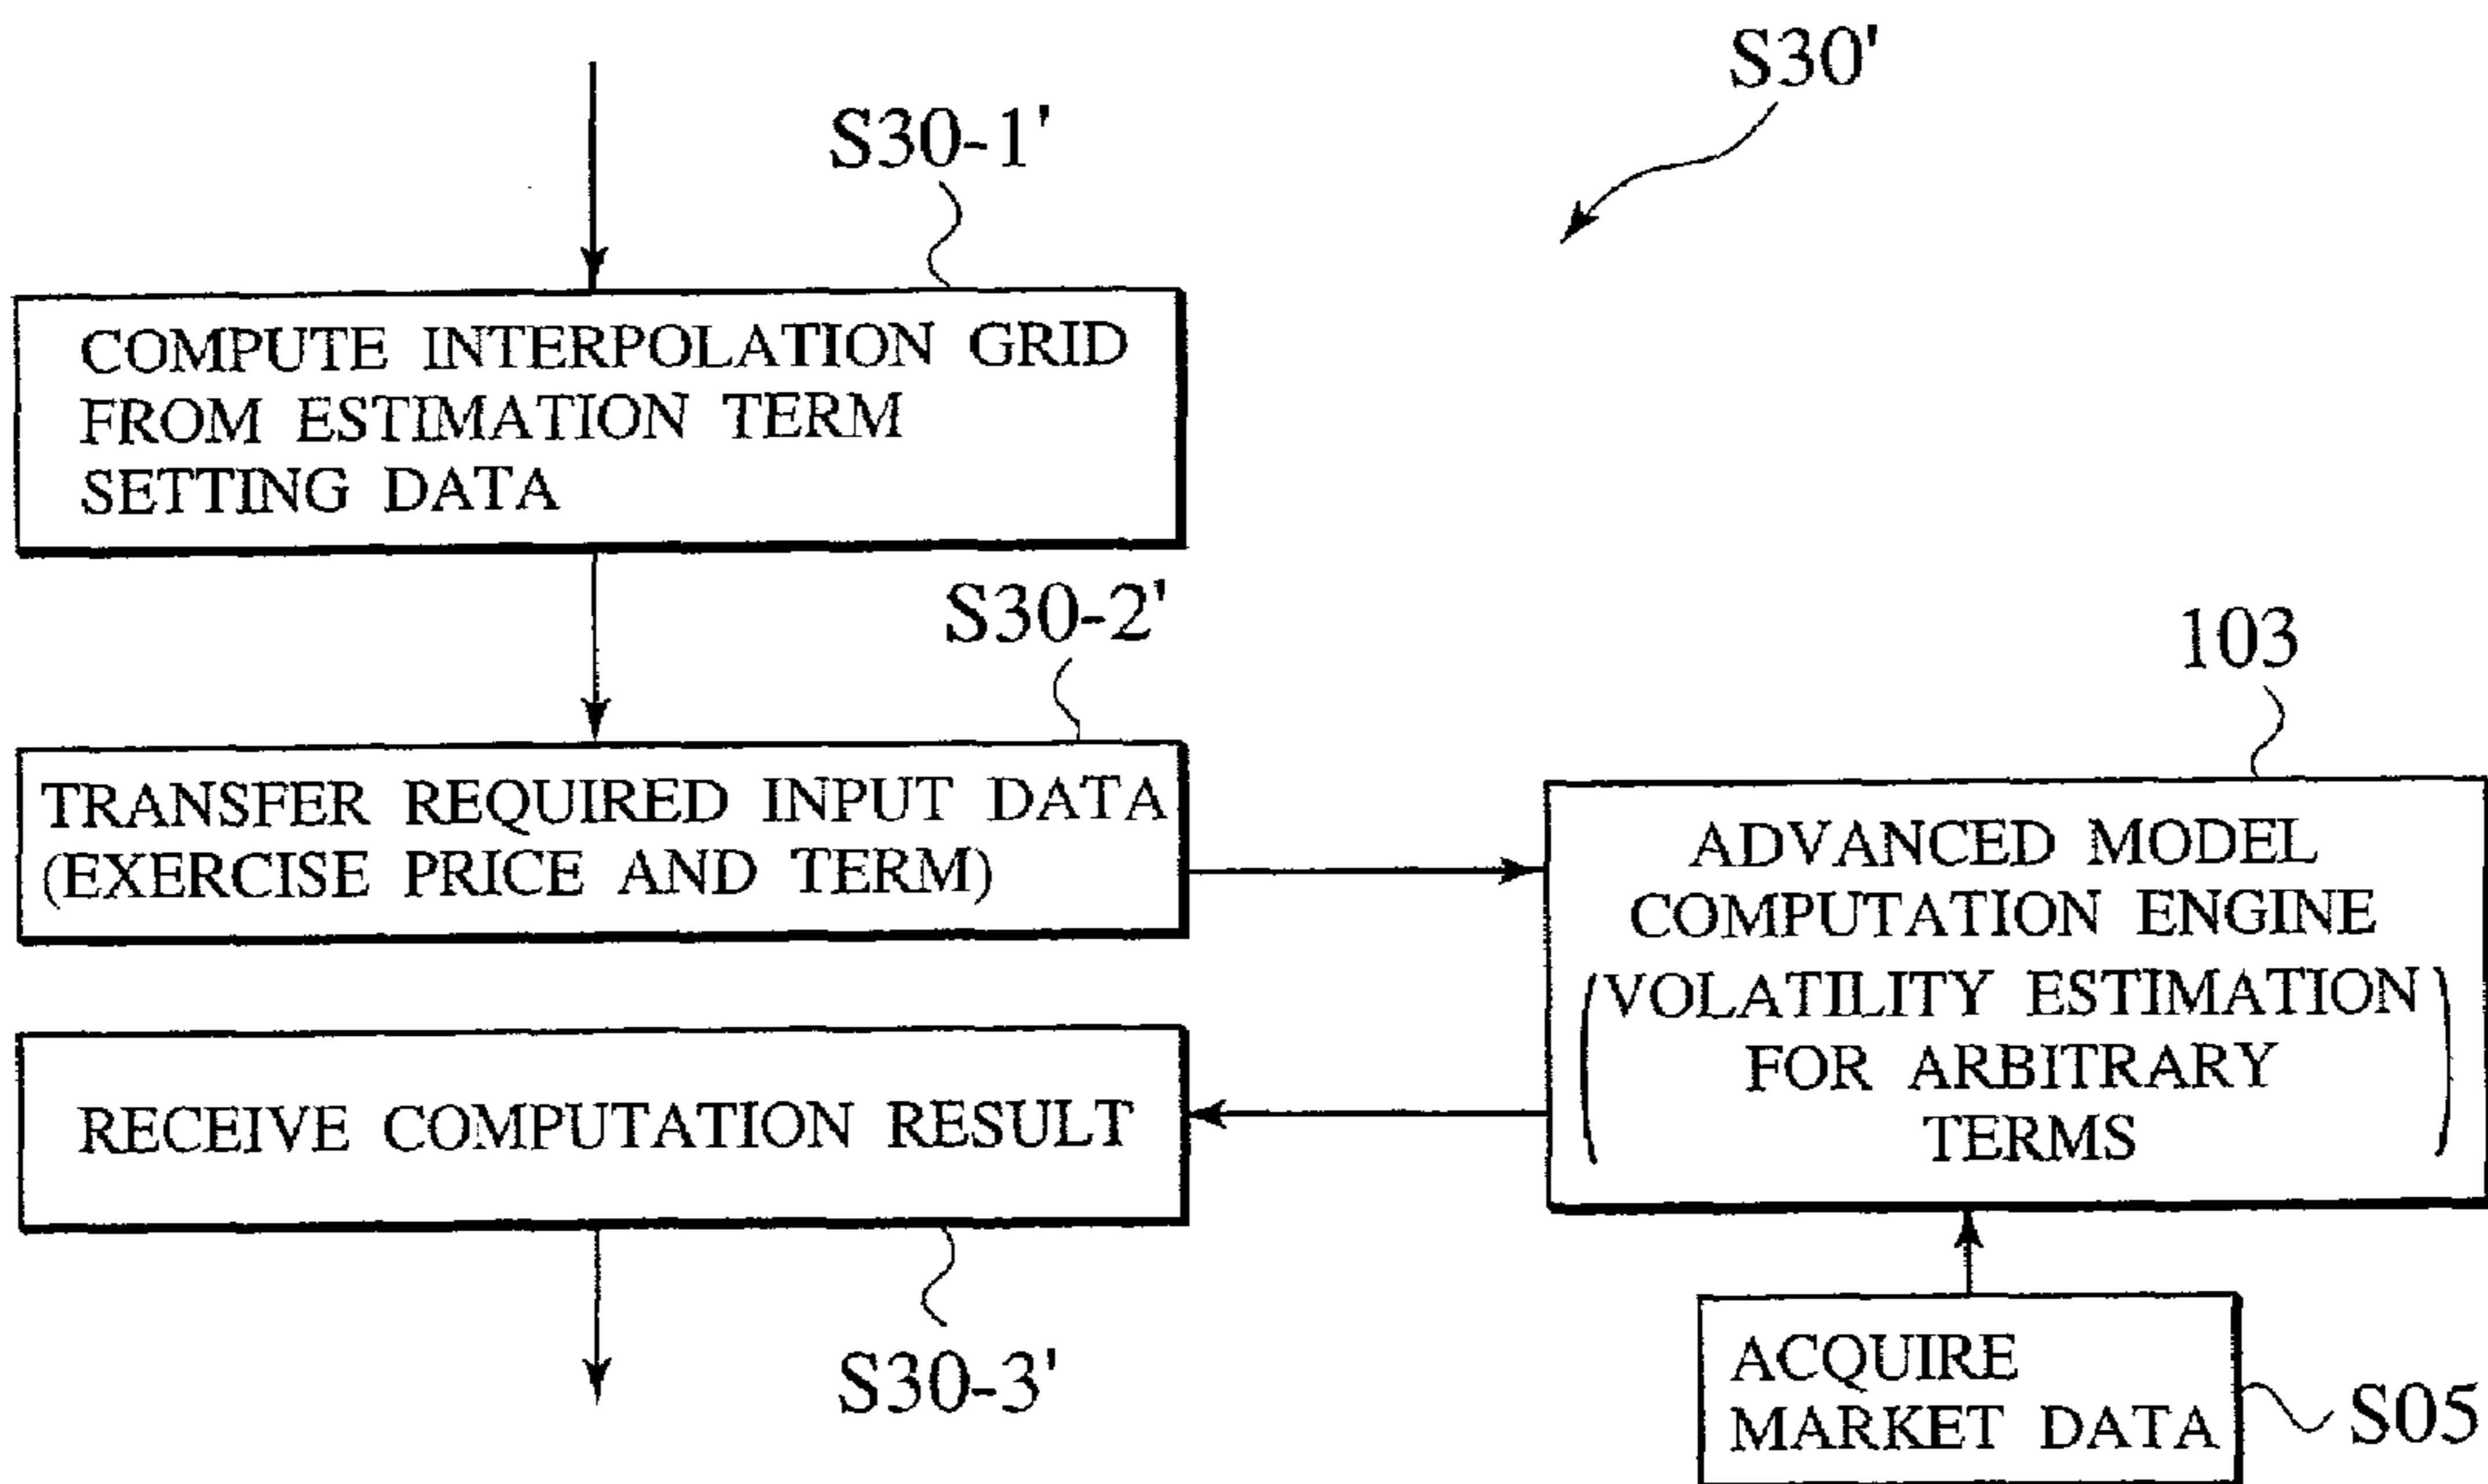 S30'
S30-1'
COMPUTE INTERPOLATION GRID
FROM ESTIMATION TERM
SETTING DATA
S30-2'
TRANSFER REQUIRED INPUT DATA
(EXERCISE PRICE AND TERM)
103
ADVANCED MODEL
COMPUTATION ENGINE
(VOLATILITY ESTIMATION
FOR ARBITRARY
TERMS)
RECEIVE COMPUTATION RESULT
S30-3'
ACQUIRE
MARKET DATA
S05